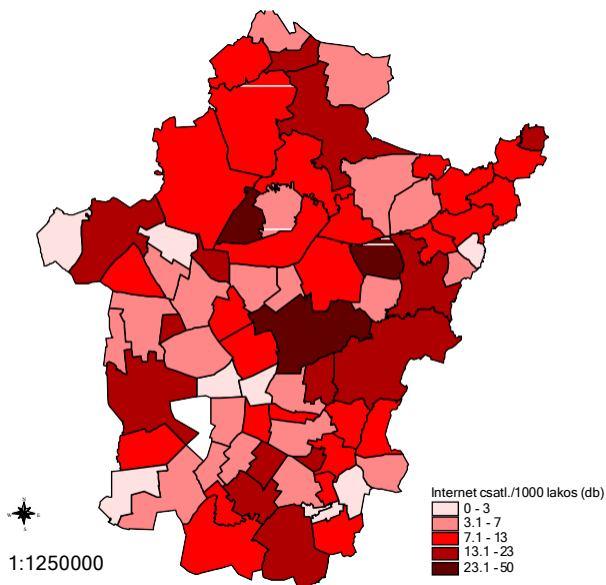 Internet csatl./1000 lakos (db)
0 - 3
3.1 - 7
7.1 - 13
13.1 - 23
23.1 - 50
N
W E
S
1:1250000